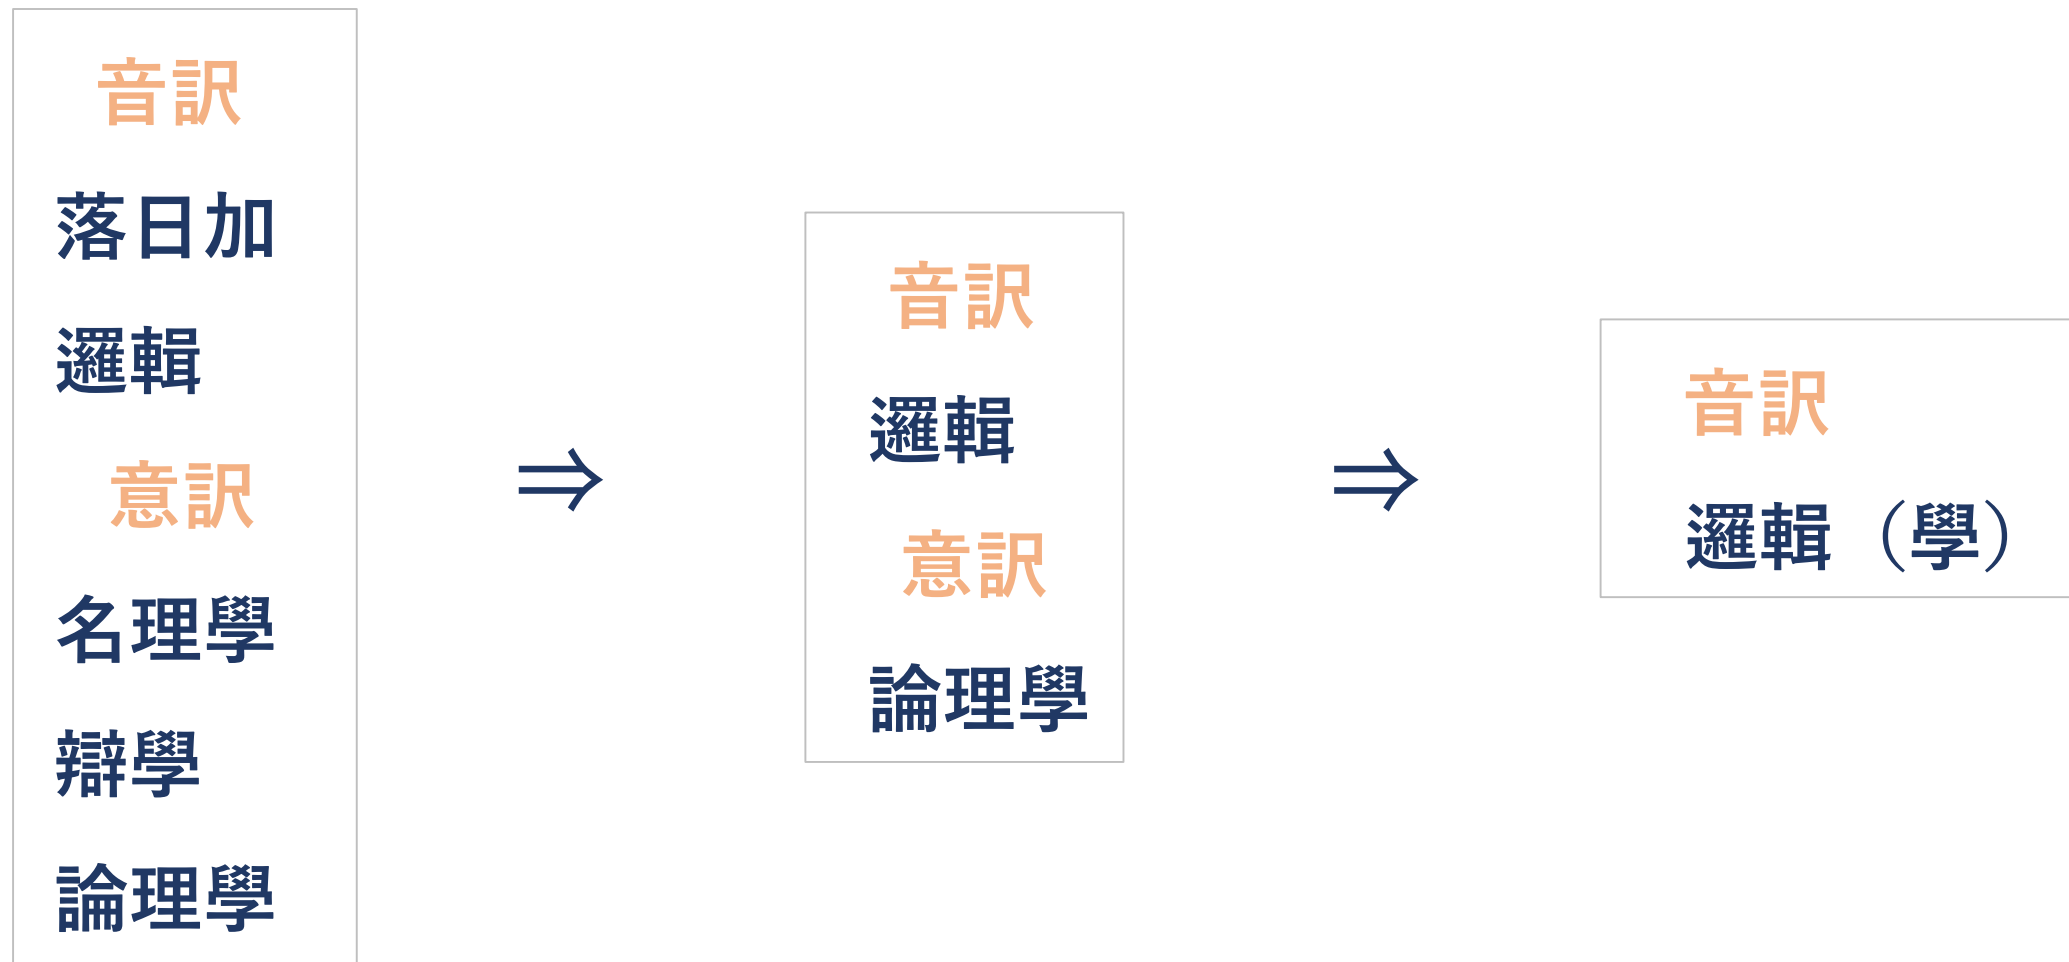 音訳
落日加
邏輯
意訳
名理學
辯學
論理學
⇒
音訳
邏輯
意訳
論理學
⇒
音訳
邏輯（學）